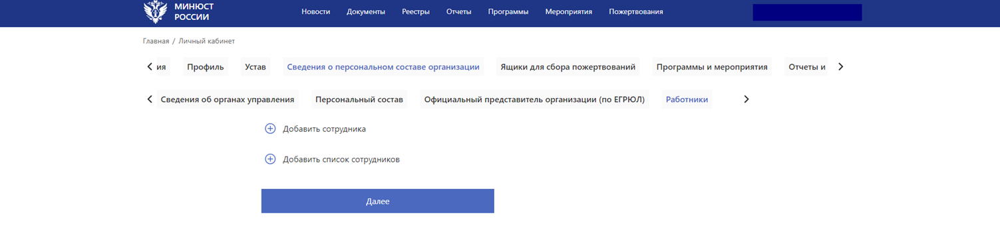 МИНЮСТ
РОССИИ
Новости Документы Реестры Отчеты Программы Мероприятия Пожертвования
Главная / Личный кабинет
ия Профиль Устав Сведения о персональном составе организации Ящики для сбора пожертвований Программы и мероприятия Отчеты и
Сведения об органах управления Персональный состав Официальный представитель организации (по ЕГРЮЛ) Работники
Добавить сотрудника
Добавить список сотрудников
Далее